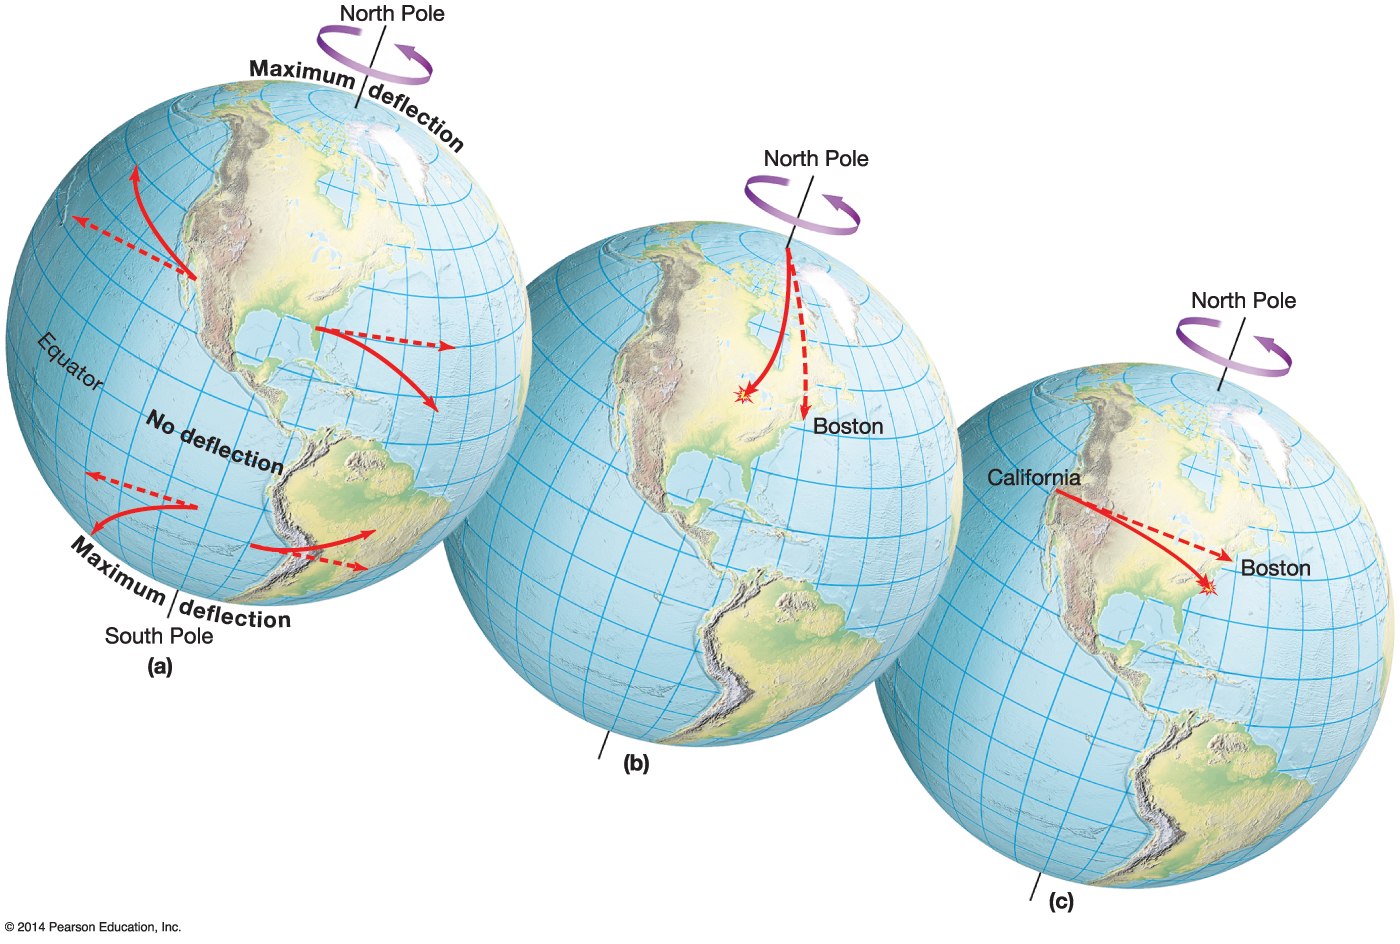 North Pole
Maximum deflection
Equator
No deflection
Maximum deflection
South Pole
(a)
North Pole
Boston
(b)
North Pole
California
Boston
(c)
© 2014 Pearson Education, Inc.